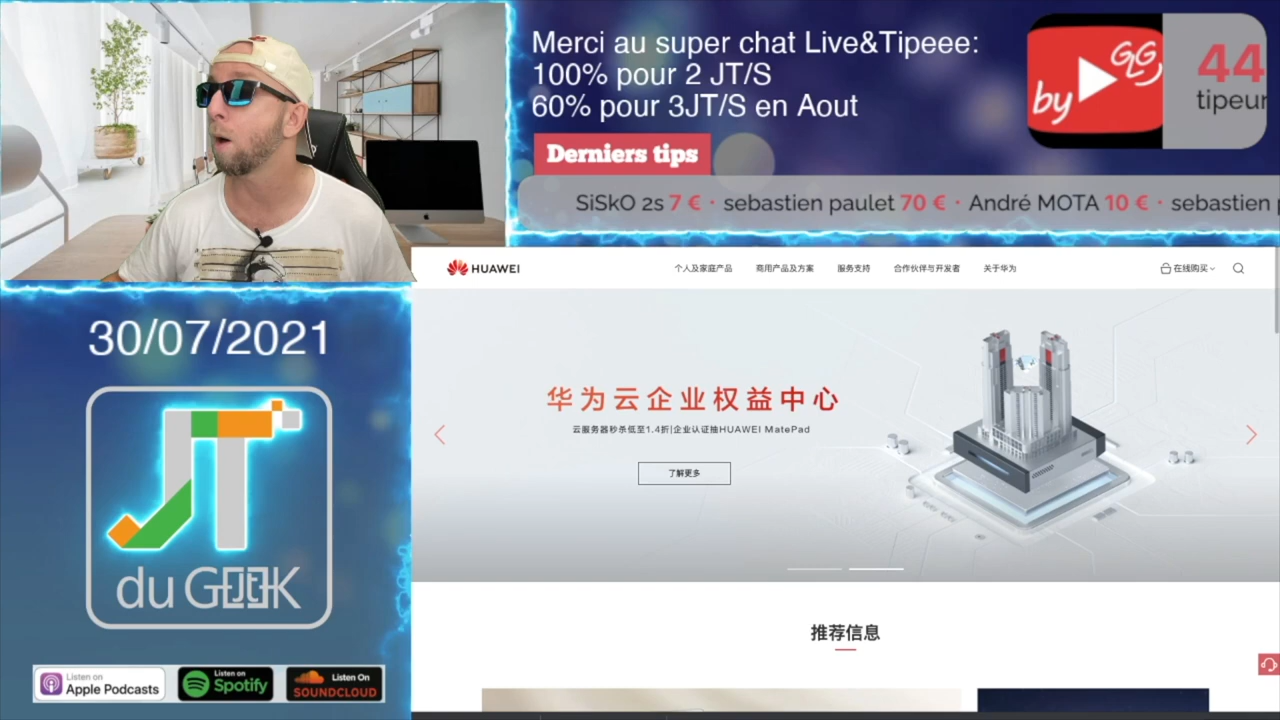 Merci au super chat Live&Tipeee:
100% pour 2 JT/S
60% pour 3JT/S en Aout
by GLG
44
tipeur
Derniers tips
SiSkO 2s 7 € · sebastien paulet 70 € · André MOTA 10 € · sebastien
HUAWEI 个人及家庭产品 商用产品及方案 服务支持 合作伙伴与开发者 关于华为 在线购买
30/07/2021
华为云企业权益中心
云服务器秒杀低至1.4折|企业认证抽HUAWEI MatePad
了解更多
JT
du GEEK
推荐信息
Listen on
Apple Podcasts
Listen on
Spotify
Listen On
SOUNDCLOUD